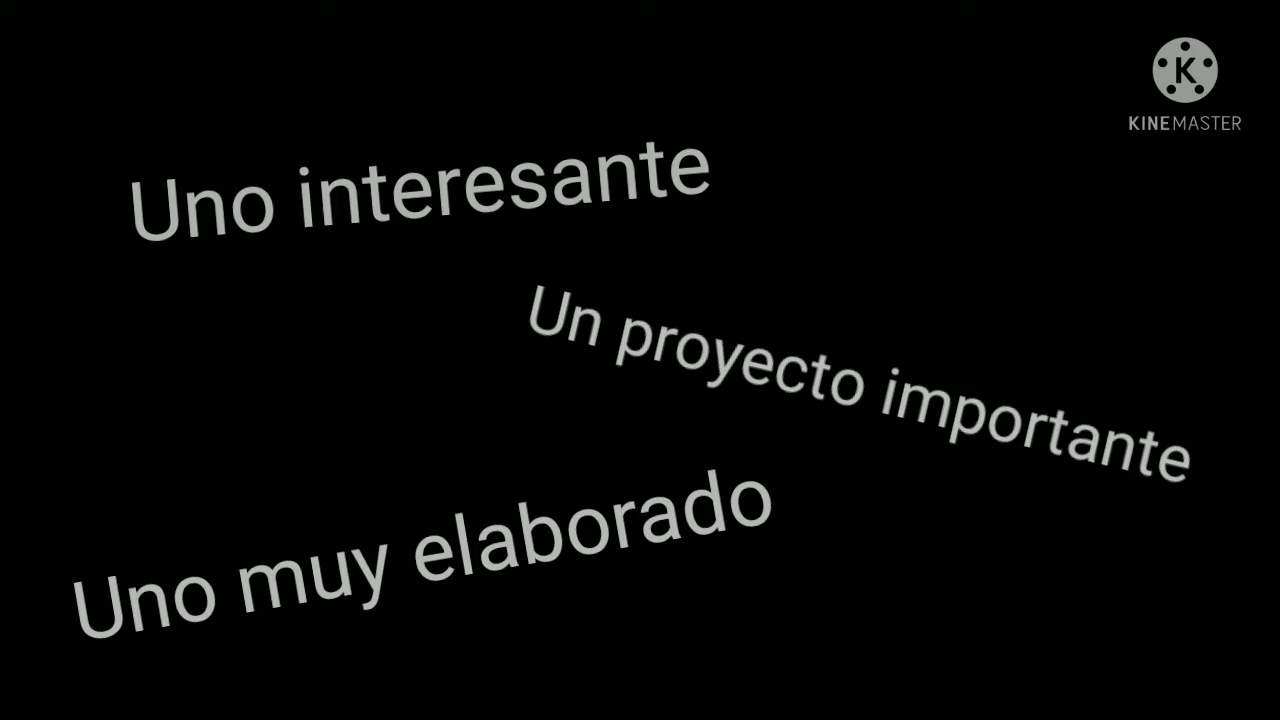 K
KINEMASTER
Uno interesante
Un proyecto importante
Uno muy elaborado